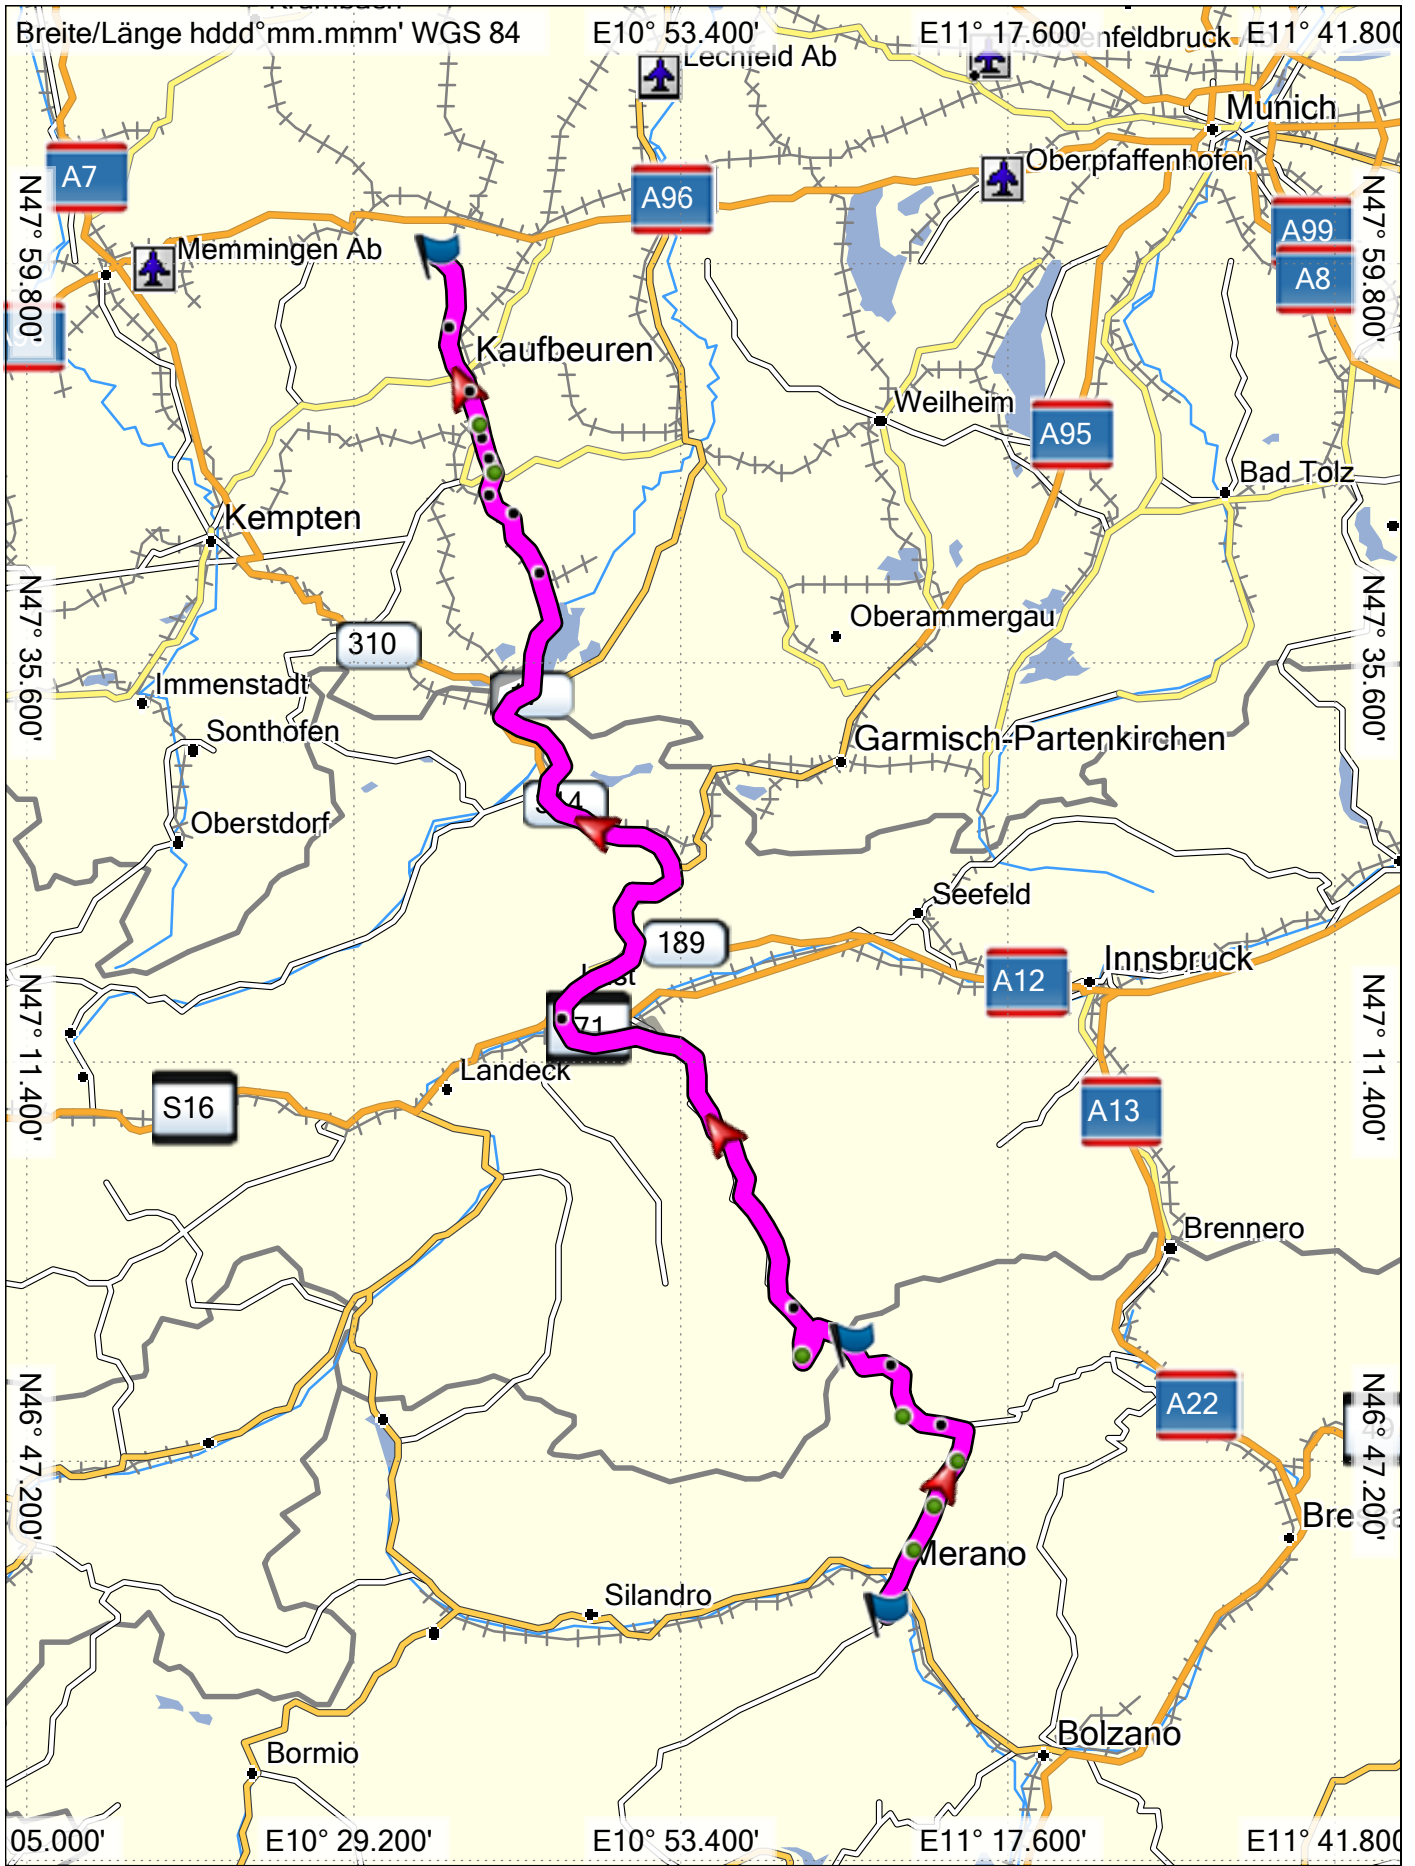 Breite/Länge hddd°mm.mmm' WGS 84
E10° 53.400'
E11° 17.600'
E11° 41.800'
Lechfeld Ab
Munich
A7
A96
Oberpfaffenhofen
N47° 59.800'
N47° 59.800'
A99
Memmingen Ab
A8
Kaufbeuren
Weilheim
A95
Bad Tolz
Kempten
N47° 35.600'
N47° 35.600'
Oberammergau
310
Immenstadt
Sonthofen
Garmisch-Partenkirchen
Oberstdorf
Seefeld
189
Innsbruck
A12
N47° 11.400'
N47° 11.400'
Landeck
S16
A13
Brennero
N46° 47.200'
N46° 47.200'
A22
Merano
Silandro
Bolzano
Bormio
05.000'
E10° 29.200'
E10° 53.400'
E11° 17.600'
E11° 41.800